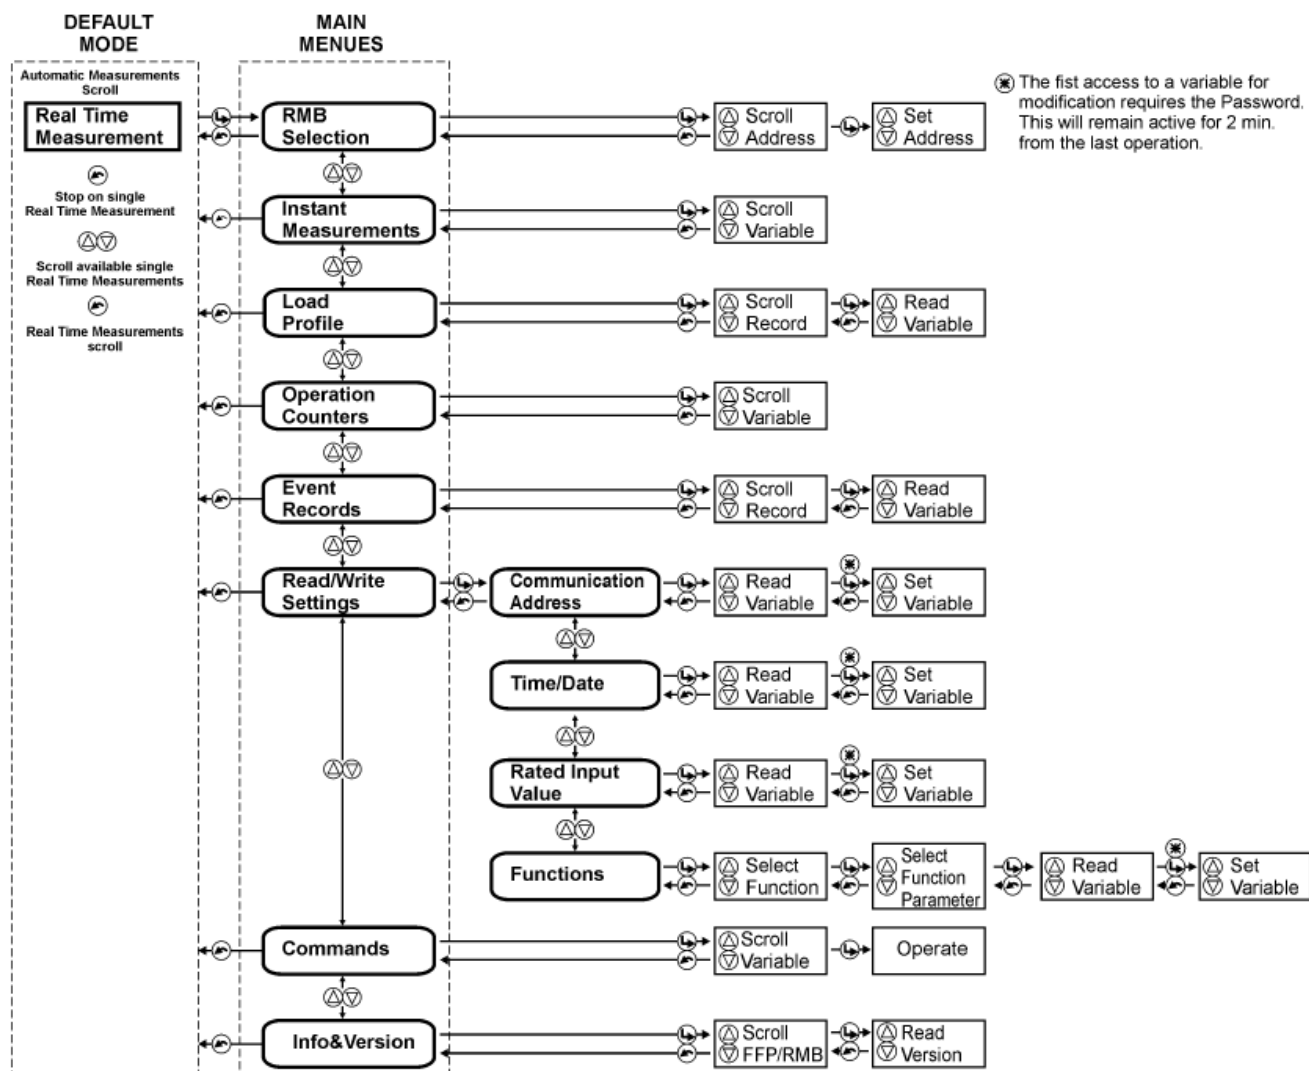 DEFAULT
MODE
MAIN
MENUES
Automatic Measurements
Scroll
Real Time
Measurement
Stop on single
Real Time Measurement
Scroll available single
Real Time Measurements
Real Time Measurements
scroll
RMB
Selection
Scroll
Address
Set
Address
The fist access to a variable for
modification requires the Password.
This will remain active for 2 min.
from the last operation.
Instant
Measurements
Scroll
Variable
Load
Profile
Scroll
Record
Read
Variable
Operation
Counters
Scroll
Variable
Event
Records
Scroll
Record
Read
Variable
Read/Write
Settings
Communication
Address
Read
Variable
Set
Variable
Time/Date
Read
Variable
Set
Variable
Rated Input
Value
Read
Variable
Set
Variable
Functions
Select
Function
Select
Function
Parameter
Read
Variable
Set
Variable
Commands
Scroll
Variable
Operate
Info&Version
Scroll
FFP/RMB
Read
Version